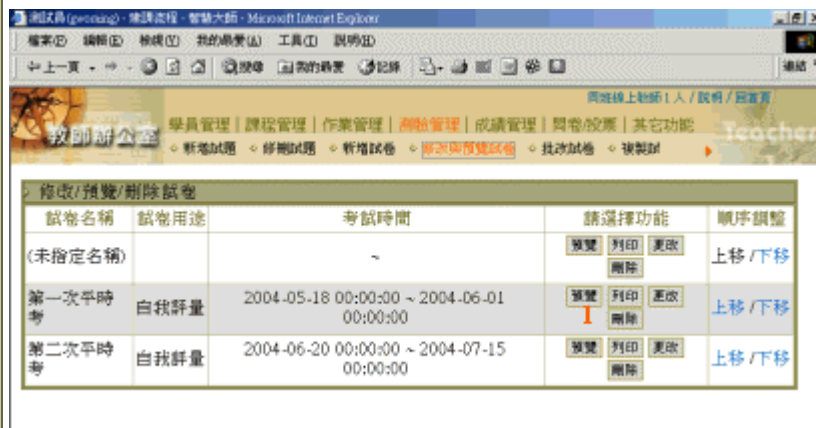 測試員(gwoming) - 旁聽流程 - 智慧大師 - Microsoft Internet Explorer
檔案(F) 編輯(E) 檢視(V) 我的最愛(A) 工具(T) 說明(H)
上一頁 搜尋 我的最愛 記錄 連結
同班線上教師1人 / 說明 / 回首頁
教師辦公室
學員管理 | 課程管理 | 作業管理 | 測驗管理 | 成績管理 | 問卷/投票 | 其它功能
Teacher
新增試題 修刪試題 新增試卷 修改與預覽試卷 批改試卷 複製試
修改/預覽/刪除試卷
試卷名稱 試卷用途 考試時間 請選擇功能 順序調整
(未指定名稱) ~ 預覽 列印 更改 刪除 上移 /下移
第一次平時考 自我評量 2004-05-18 00:00:00 ~ 2004-06-01 00:00:00 預覽 列印 更改 刪除 上移 /下移
1
第二次平時考 自我評量 2004-06-20 00:00:00 ~ 2004-07-15 00:00:00 預覽 列印 更改 刪除 上移 /下移